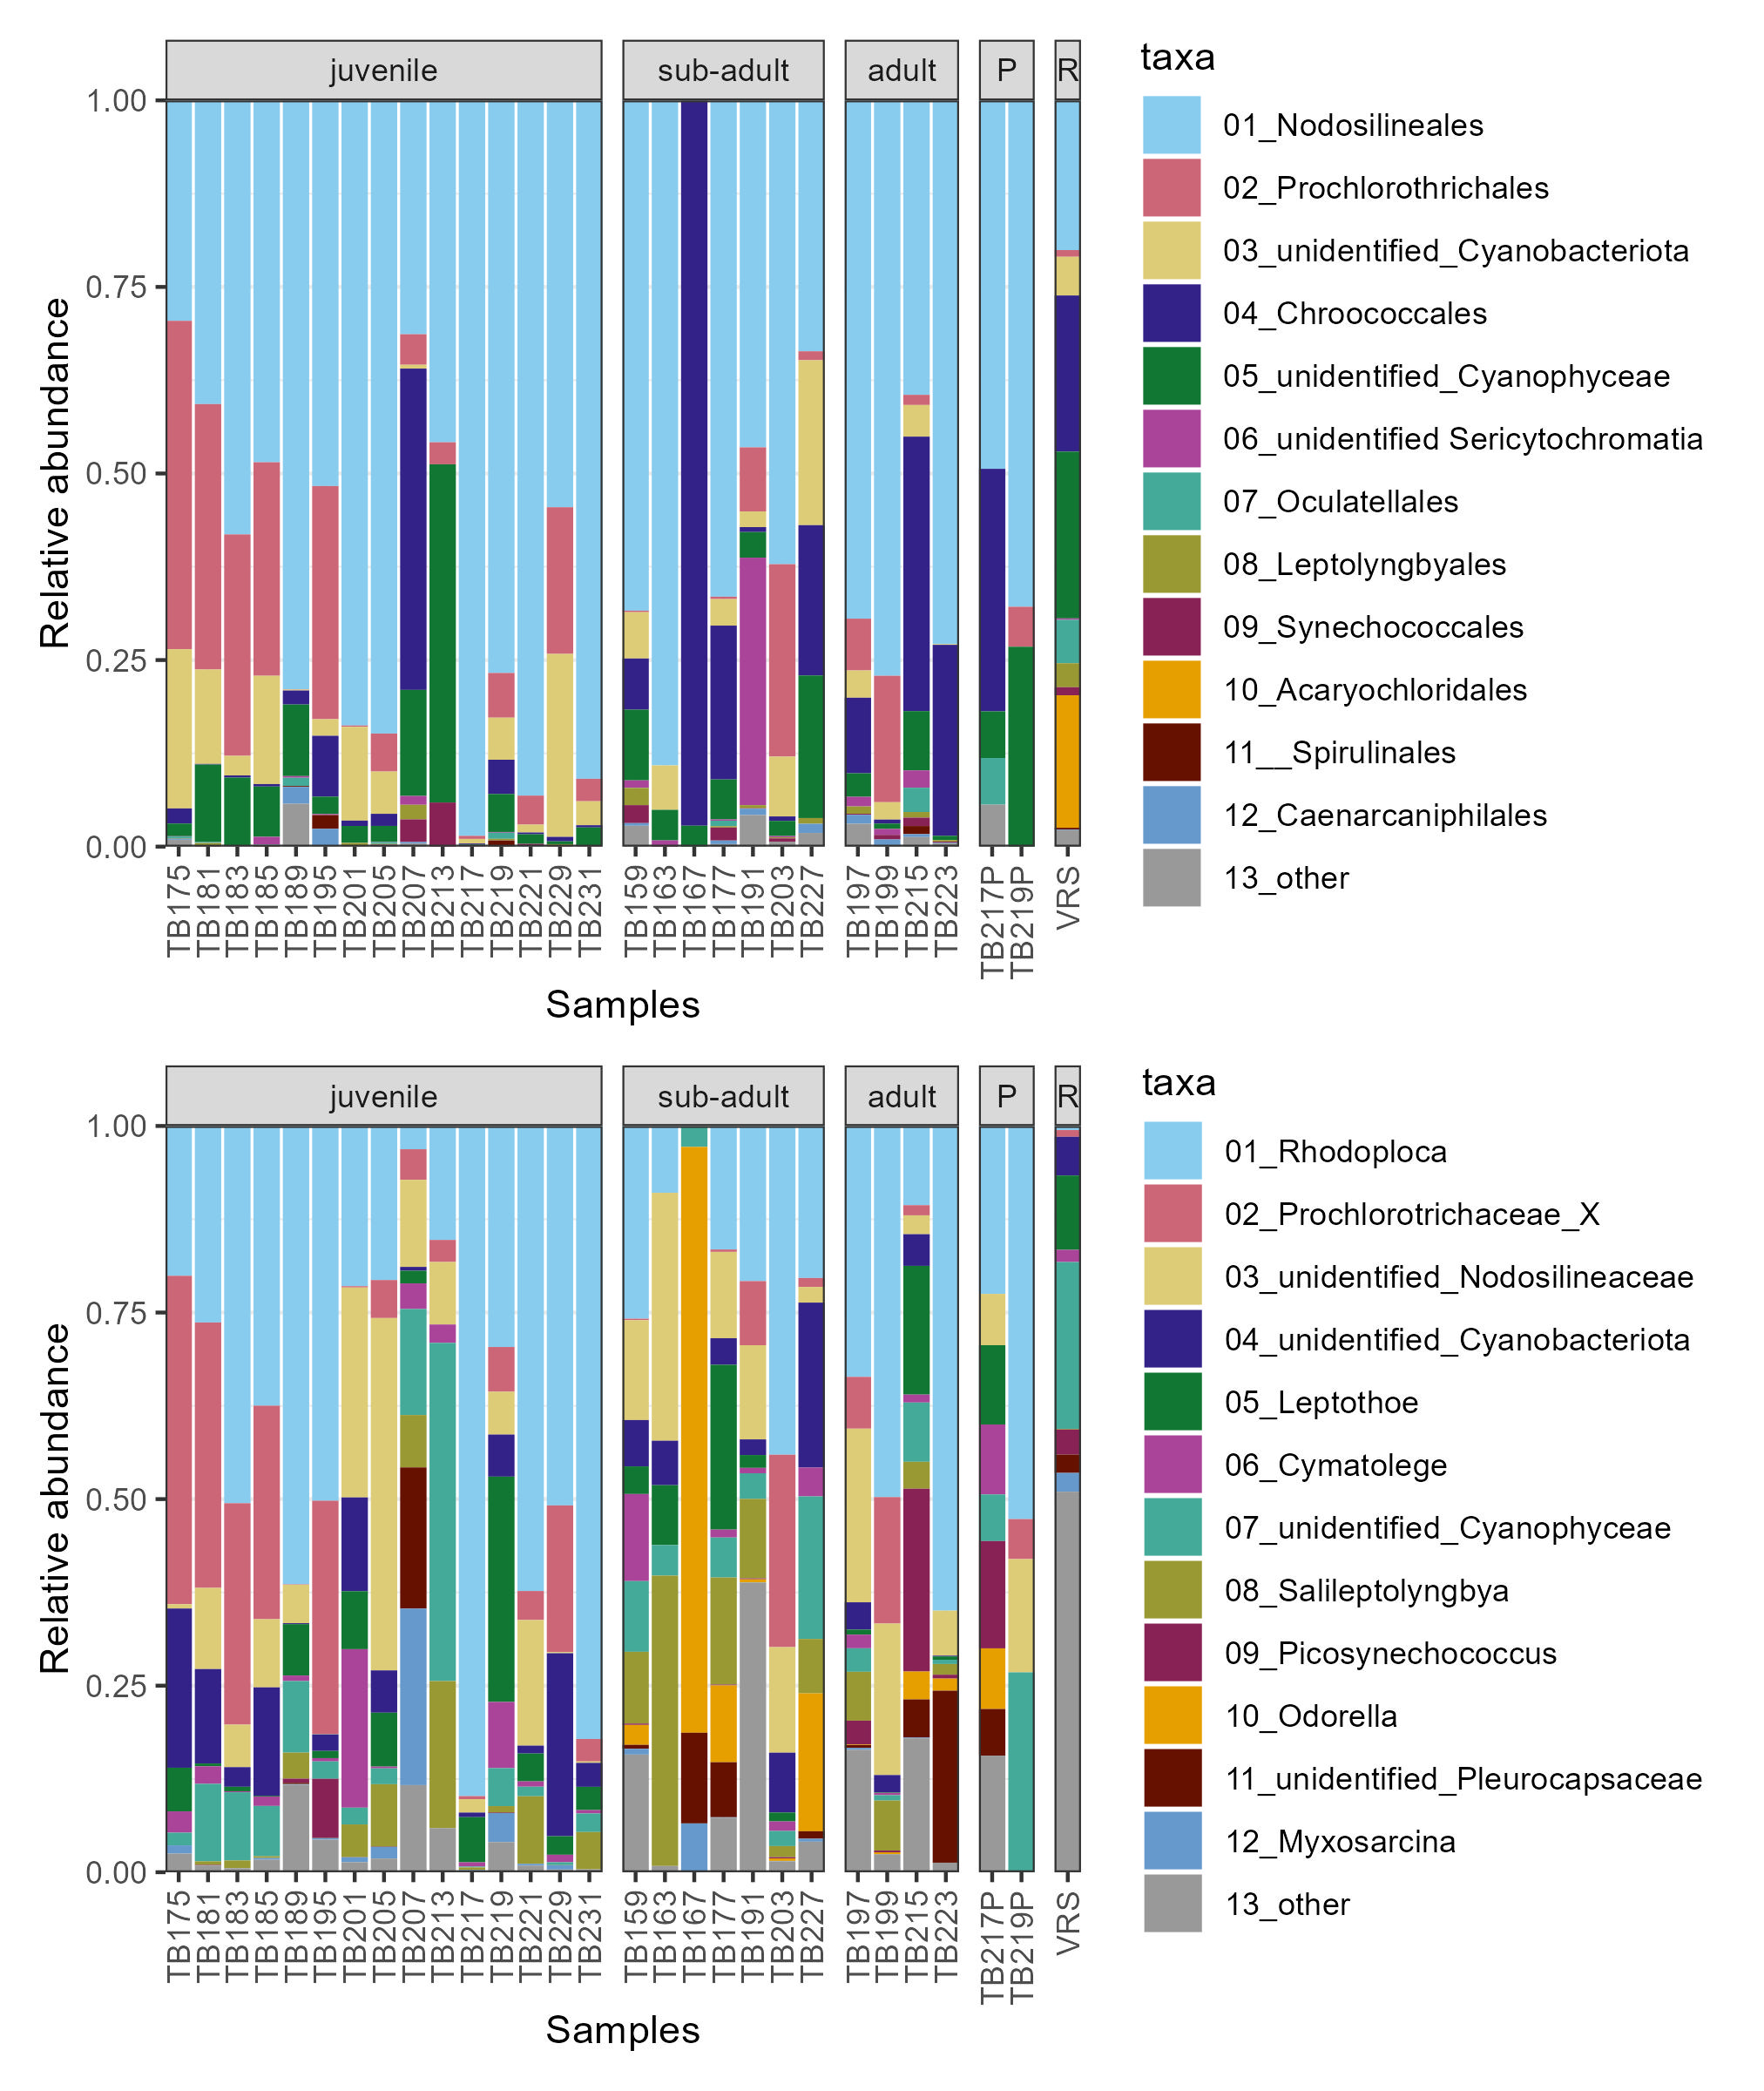 juvenile sub-adult adult P R
taxa
1.00
0.75
0.50
0.25
0.00
Relative abundance
01_Nodosilineales
02_Prochlorothrichales
03_unidentified_Cyanobacteriota
04_Chroococcales
05_unidentified_Cyanophyceae
06_unidentified Sericytochromatia
07_Oculatellales
08_Leptolyngbyales
09_Synechococcales
10_Acaryochloridales
11__Spirulinales
12_Caenarcaniphilales
13_other
TB175 TB181 TB183 TB185 TB189 TB195 TB201 TB205 TB207 TB213 TB217 TB219 TB221 TB229 TB231 TB159 TB163 TB167 TB177 TB191 TB203 TB227 TB197 TB199 TB215 TB223 TB217P TB219P VRS
Samples
juvenile sub-adult adult P R
taxa
1.00
0.75
0.50
0.25
0.00
Relative abundance
01_Rhodoploca
02_Prochlorotrichaceae_X
03_unidentified_Nodosilineaceae
04_unidentified_Cyanobacteriota
05_Leptothoe
06_Cymatolege
07_unidentified_Cyanophyceae
08_Salileptolyngbya
09_Picosynechococcus
10_Odorella
11_unidentified_Pleurocapsaceae
12_Myxosarcina
13_other
TB175 TB181 TB183 TB185 TB189 TB195 TB201 TB205 TB207 TB213 TB217 TB219 TB221 TB229 TB231 TB159 TB163 TB167 TB177 TB191 TB203 TB227 TB197 TB199 TB215 TB223 TB217P TB219P VRS
Samples